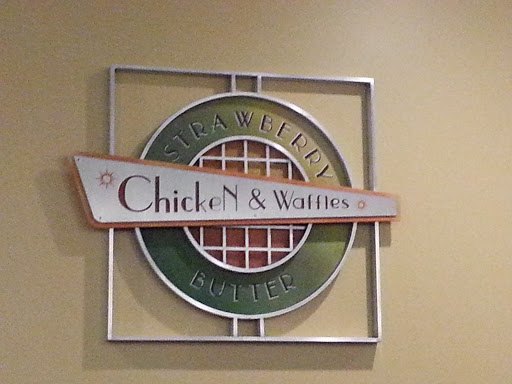 STRAWBERRY
ChickeN & Waffles
BUTTER